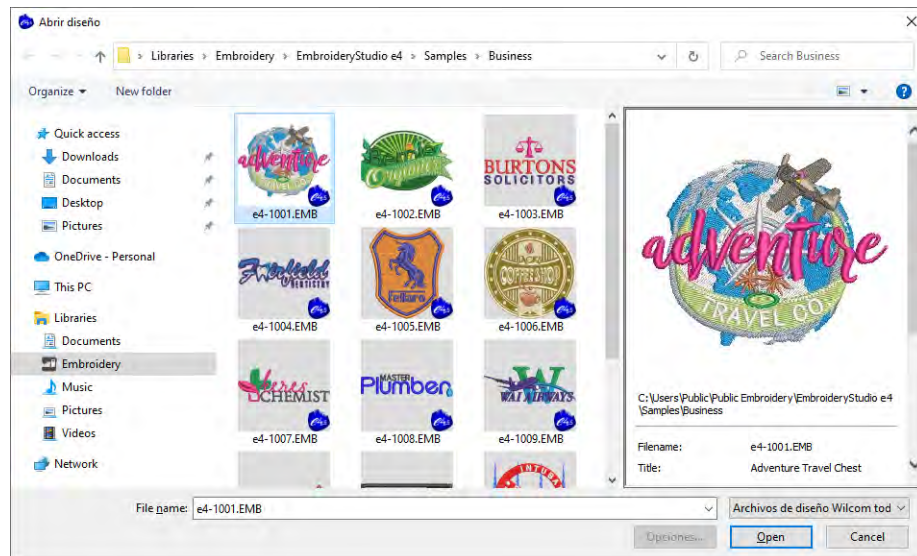 Abrir diseño
Libraries > Embroidery > EmbroideryStudio e4 > Samples > Business
Search Business
Organize
New folder
Quick access
Downloads
Documents
Desktop
Pictures
OneDrive - Personal
This PC
Libraries
Documents
Embroidery
Music
Pictures
Videos
Network
adventure
TRAVEL CO.
e4-1001.EMB
Organics
e4-1002.EMB
BURTONS
SOLICITORS
e4-1003.EMB
Fairfield
DENTISTRY
e4-1004.EMB
e4-1005.EMB
COFFEE SHOP
e4-1006.EMB
CHEMIST
e4-1007.EMB
MASTER
Plumber
e4-1008.EMB
W
WAI AIRWAYS
e4-1009.EMB
adventure
TRAVEL CO.
C:\Users\Public\Public Embroidery\EmbroideryStudio e4
\Samples\Business
Filename: e4-1001.EMB
Title: Adventure Travel Chest
File name: e4-1001.EMB
Archivos de diseño Wilcom tod
Opciones...
Open
Cancel